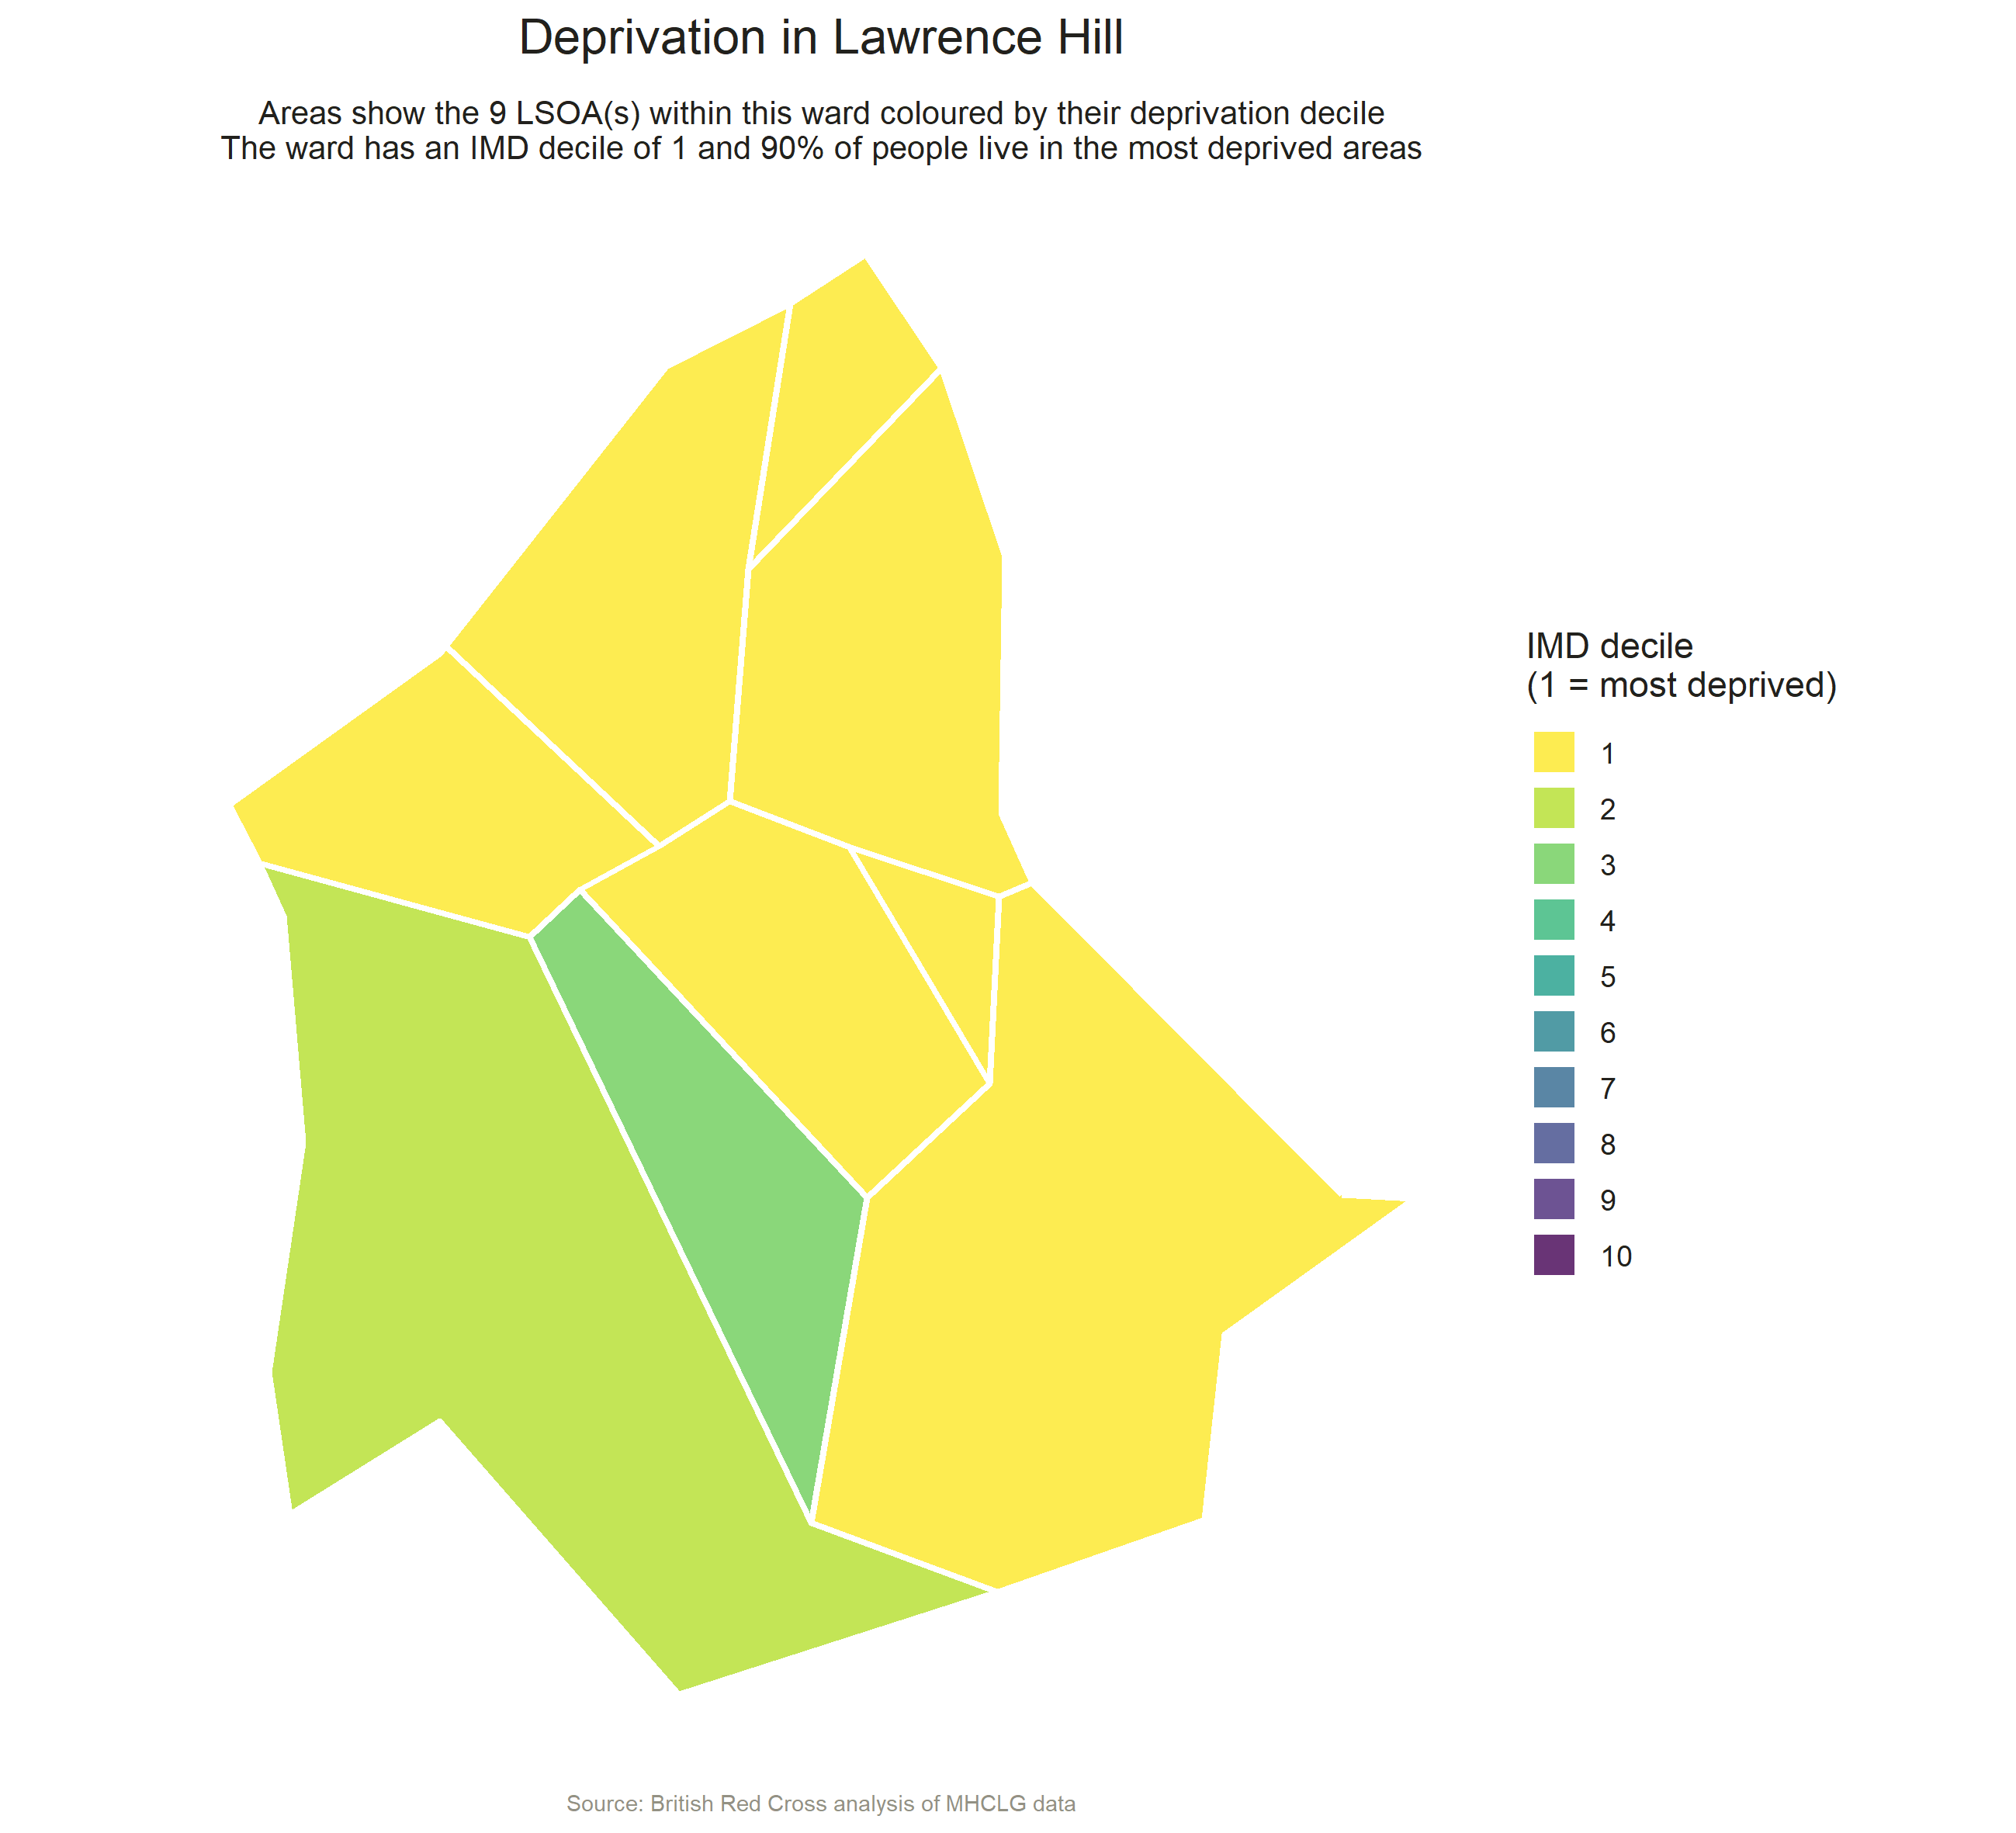 Deprivation in Lawrence Hill
Areas show the 9 LSOA(s) within this ward coloured by their deprivation decile
The ward has an IMD decile of 1 and 90% of people live in the most deprived areas
IMD decile
(1 = most deprived)
1
2
3
4
5
6
7
8
9
10
Source: British Red Cross analysis of MHCLG data